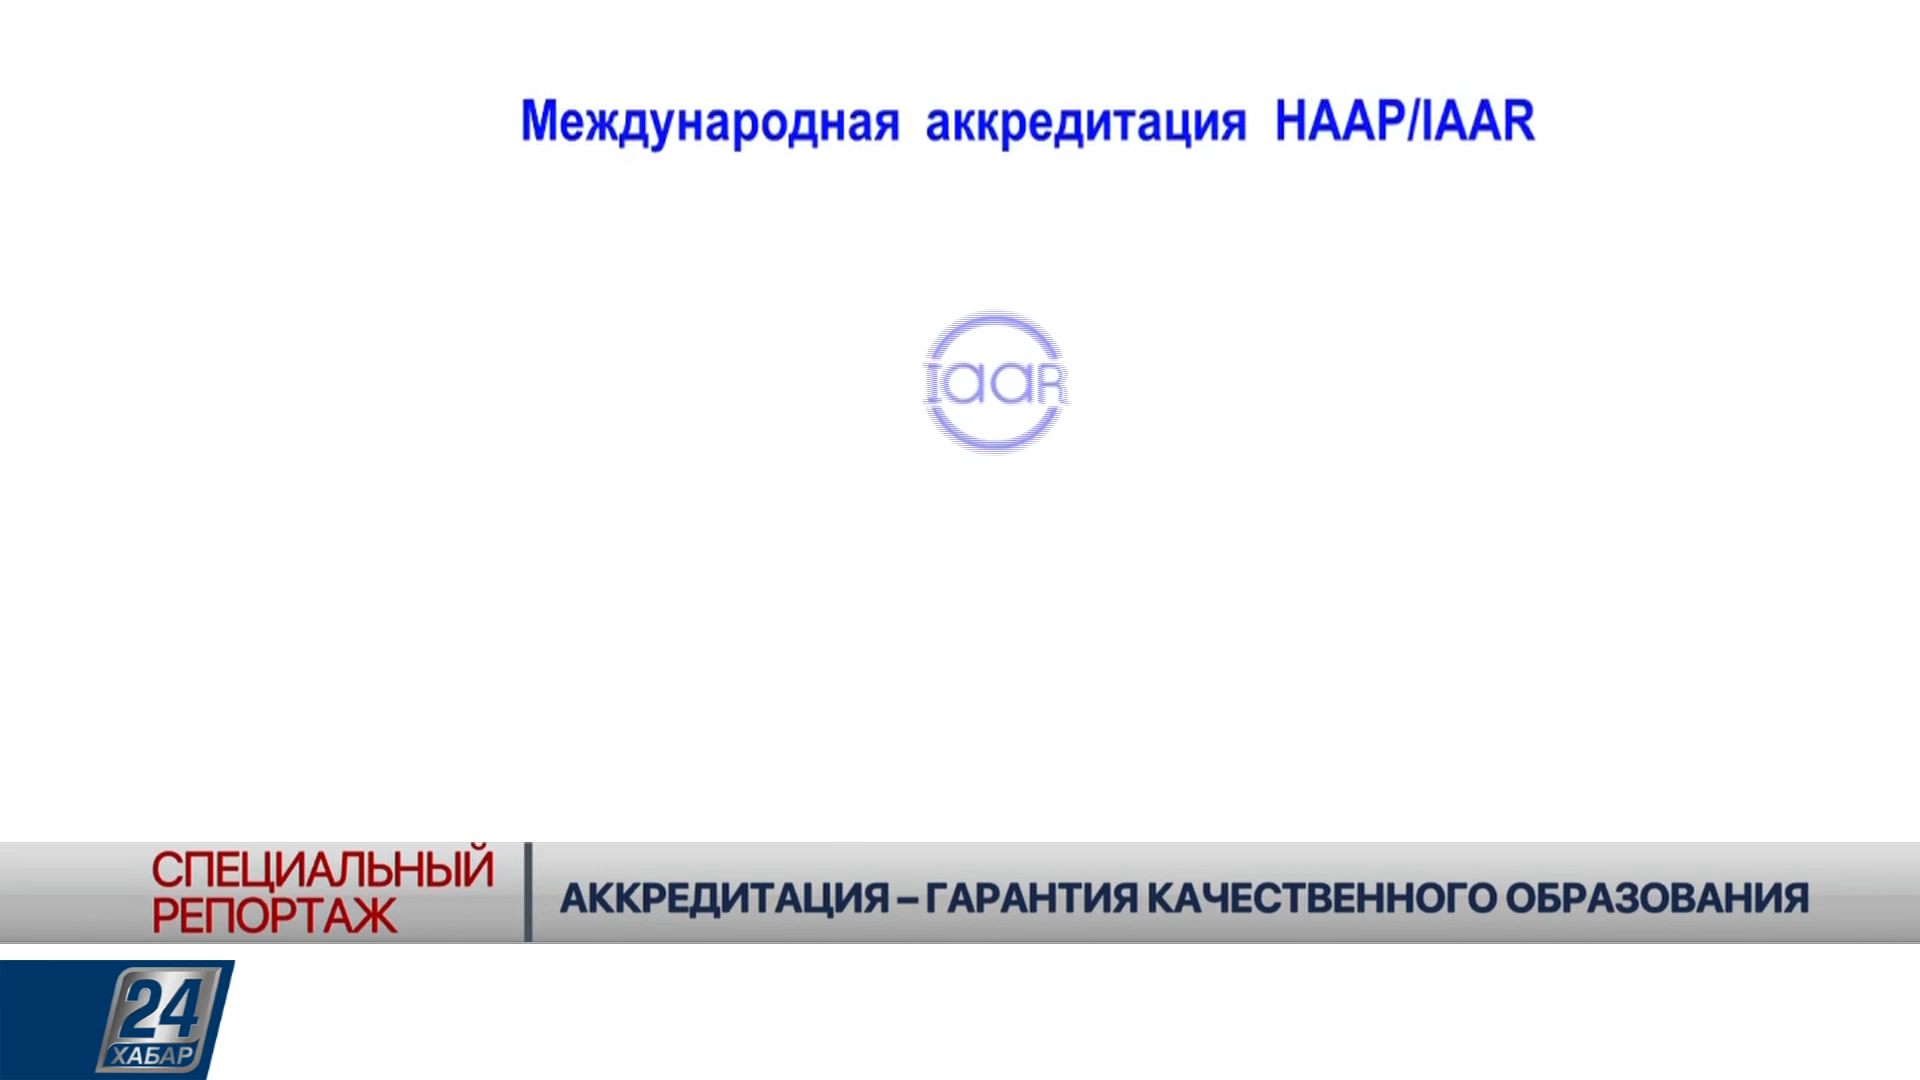 Международная аккредитация НААР/IAAR
Iaar
СПЕЦИАЛЬНЫЙ
РЕПОРТАЖ
АККРЕДИТАЦИЯ – ГАРАНТИЯ КАЧЕСТВЕННОГО ОБРАЗОВАНИЯ
24
ХАБАР